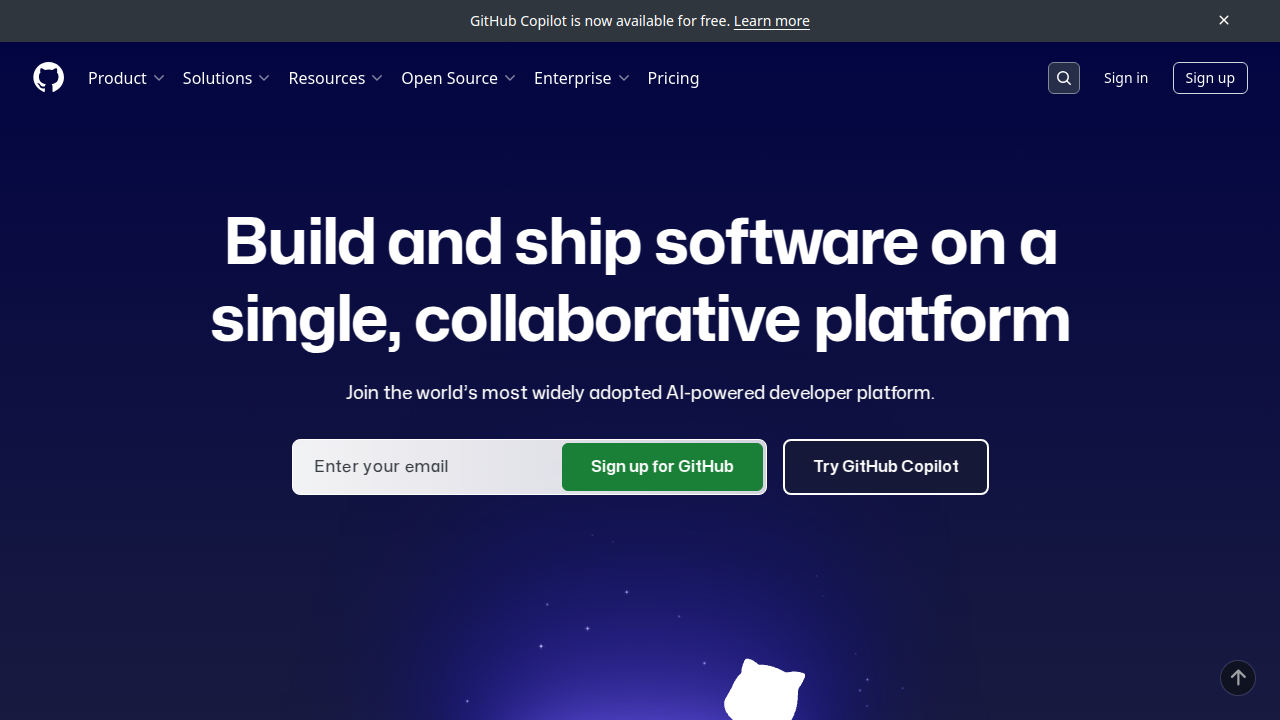 GitHub Copilot is now available for free. Learn more
Product Solutions Resources Open Source Enterprise Pricing Sign in Sign up
Build and ship software on a
single, collaborative platform
Join the world’s most widely adopted AI-powered developer platform.
Enter your email Sign up for GitHub Try GitHub Copilot